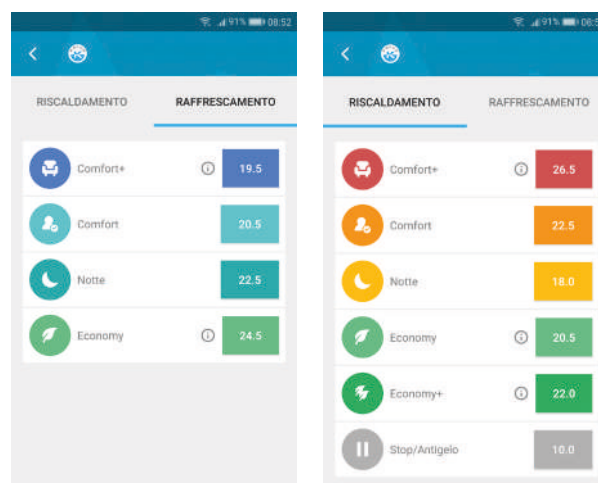 91% 08:52
RISCALDAMENTO RAFFRESCAMENTO
Comfort+ 19.5
Comfort 20.5
Notte 22.5
Economy 24.5
91%
RISCALDAMENTO RAFFRESCAMENTO
Comfort+ 26.5
Comfort 22.5
Notte 18.0
Economy 20.5
Economy+ 22.0
Stop/Antigelo 10.0